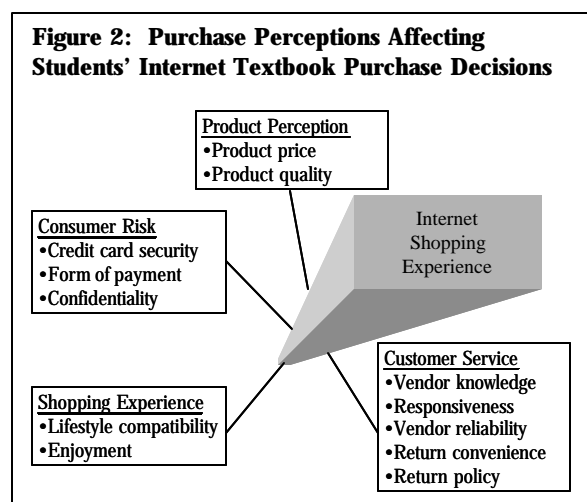 Figure 2: Purchase Perceptions Affecting
Students' Internet Textbook Purchase Decisions
Product Perception
•Product price
•Product quality
Internet
Shopping
Experience
Consumer Risk
•Credit card security
•Form of payment
•Confidentiality
Customer Service
•Vendor knowledge
•Responsiveness
•Vendor reliability
•Return convenience
•Return policy
Shopping Experience
•Lifestyle compatibility
•Enjoyment